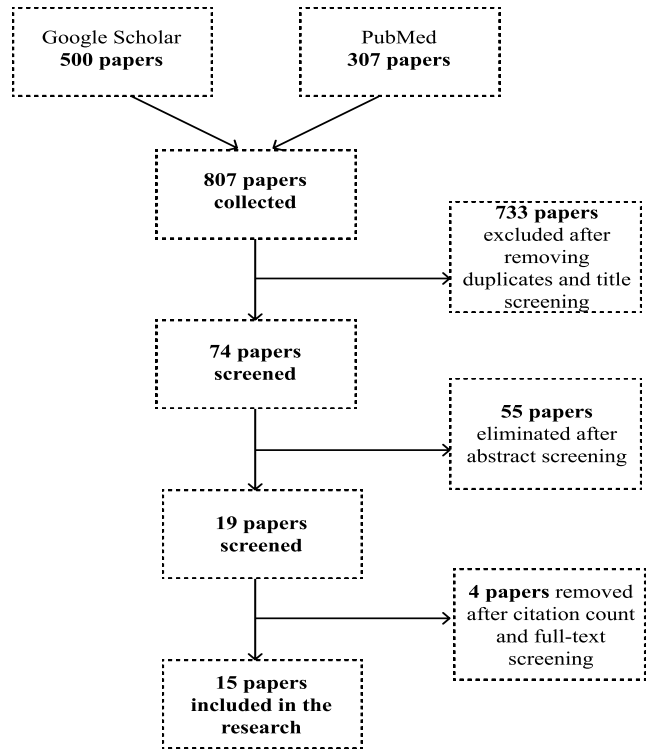 Google Scholar
500 papers
PubMed
307 papers
807 papers
collected
733 papers
excluded after
removing
duplicates and title
screening
74 papers
screened
55 papers
eliminated after
abstract screening
19 papers
screened
4 papers removed
after citation count
and full-text
screening
15 papers
included in the
research